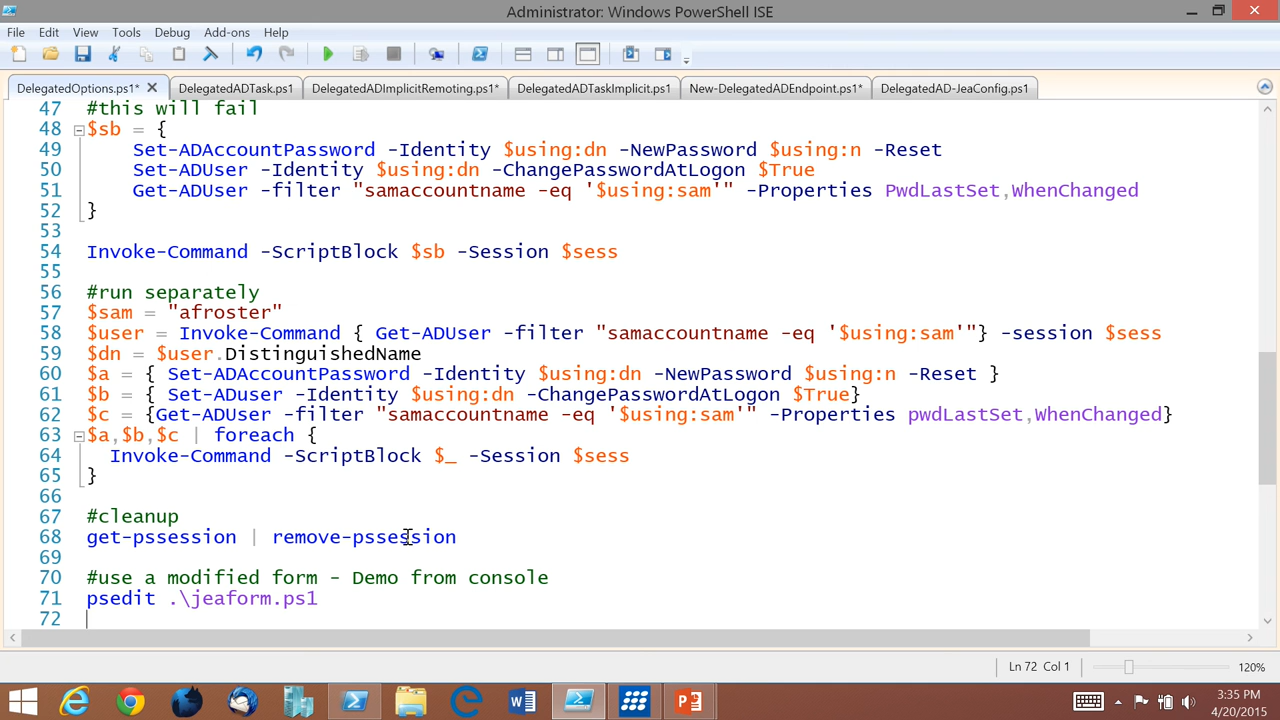 Administrator: Windows PowerShell ISE
File Edit View Tools Debug Add-ons Help
DelegatedOptions.ps1* DelegatedADTask.ps1 DelegatedADImplicitRemoting.ps1* DelegatedADTaskImplicit.ps1 New-DelegatedADEndpoint.ps1* DelegatedAD-JeaConfig.ps1
47 #this will fail
48 $sb = {
49 Set-ADAccountPassword -Identity $using:dn -NewPassword $using:n -Reset
50 Set-ADUser -Identity $using:dn -ChangePasswordAtLogon $True
51 Get-ADUser -filter "samaccountname -eq '$using:sam'" -Properties PwdLastSet,WhenChanged
52 }
53
54 Invoke-Command -ScriptBlock $sb -Session $sess
55
56 #run separately
57 $sam = "afroster"
58 $user = Invoke-Command { Get-ADUser -filter "samaccountname -eq '$using:sam'"} -session $sess
59 $dn = $user.DistinguishedName
60 $a = { Set-ADAccountPassword -Identity $using:dn -NewPassword $using:n -Reset }
61 $b = { Set-ADUser -Identity $using:dn -ChangePasswordAtLogon $True}
62 $c = {Get-ADuser -filter "samaccountname -eq '$using:sam'" -Properties pwdLastSet,WhenChanged}
63 $a,$b,$c | foreach {
64 Invoke-Command -ScriptBlock $_ -Session $sess
65 }
66
67 #cleanup
68 get-pssession | remove-pssession
69
70 #use a modified form - Demo from console
71 psedit .\jeaform.ps1
72
Ln 72 Col 1 120%
3:35 PM
4/20/2015